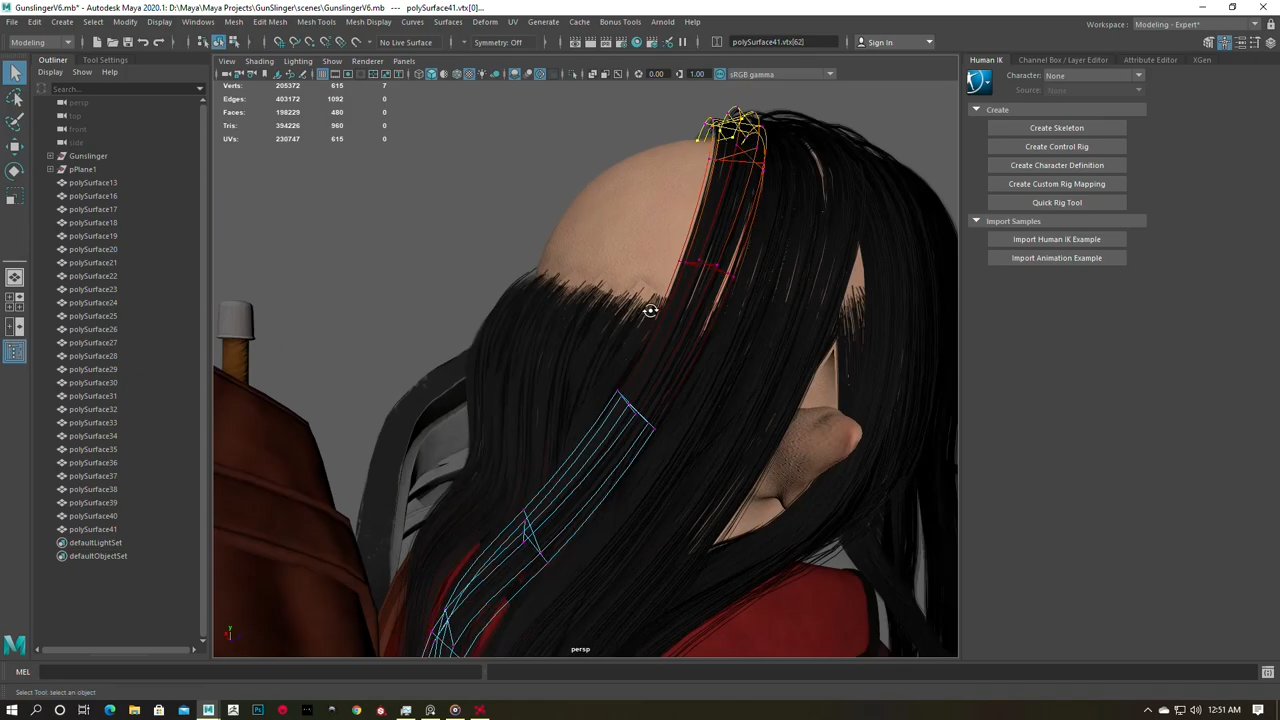 GunslingerV6.mb* - Autodesk Maya 2020.1: D:\Maya\Maya Projects\GunSlinger\scenes\GunslingerV6.mb* --- polySurface41.vtx[0]...
File Edit Create Select Modify Display Windows Mesh Edit Mesh Mesh Tools Mesh Display Curves Surfaces Deform UV Generate Cache Bonus Tools Arnold Help
Workspace : Modeling - Expert*
Modeling No Live Surface Symmetry: Off polySurface41.vtx[62] Sign In
Outliner Tool Settings
Display Show Help
Search...
persp
top
front
side
Gunslinger
pPlane1
polySurface13
polySurface16
polySurface17
polySurface18
polySurface19
polySurface20
polySurface21
polySurface22
polySurface23
polySurface24
polySurface25
polySurface26
polySurface27
polySurface28
polySurface29
polySurface30
polySurface31
polySurface32
polySurface33
polySurface34
polySurface35
polySurface36
polySurface37
polySurface38
polySurface39
polySurface40
polySurface41
defaultLightSet
defaultObjectSet
View Shading Lighting Show Renderer Panels
0.00 1.00 sRGB gamma
Verts: 205372 615 7
Edges: 403172 1092 0
Faces: 198229 480 0
Tris: 394226 960 0
UVs: 230747 615 0
y
persp
Human IK Channel Box / Layer Editor Attribute Editor XGen
Character: None
Source: None
Create
Create Skeleton
Create Control Rig
Create Character Definition
Create Custom Rig Mapping
Quick Rig Tool
Import Samples
Import Human IK Example
Import Animation Example
MEL
Select Tool: select an object
12:51 AM